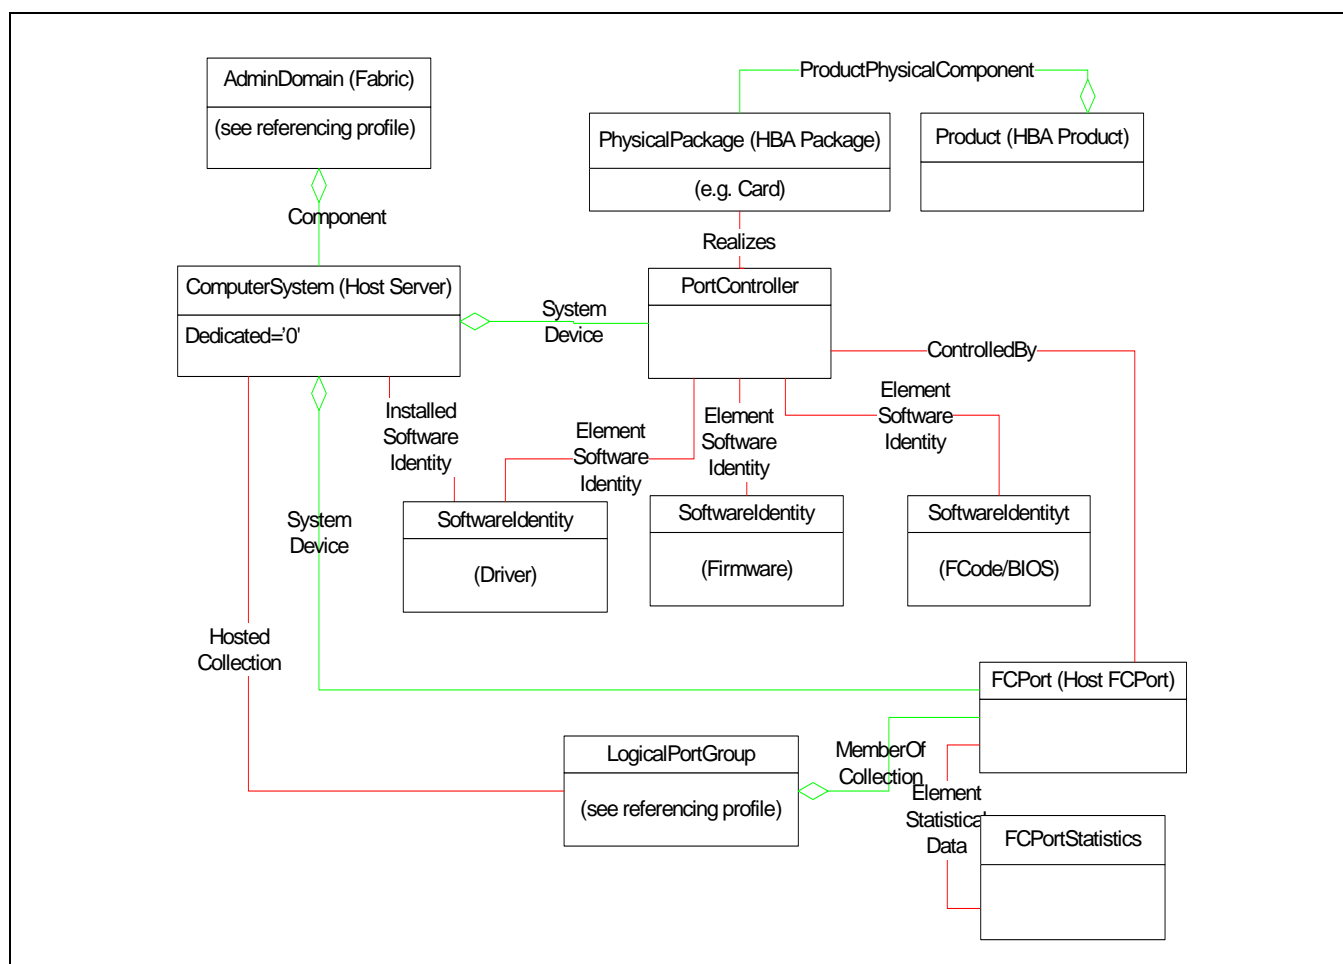 AdminDomain (Fabric)
(see referencing profile)
ProductPhysicalComponent
PhysicalPackage (HBA Package)
(e.g. Card)
Product (HBA Product)
Component
Realizes
ComputerSystem (Host Server)
Dedicated='0'
System
Device
PortController
ControlledBy
Installed
Software
Identity
Element
Software
Identity
Element
Software
Identity
Element
Software
Identity
SoftwareIdentity
(Driver)
SoftwareIdentity
(Firmware)
SoftwareIdentityt
(FCode/BIOS)
System
Device
Hosted
Collection
FCPort (Host FCPort)
LogicalPortGroup
(see referencing profile)
MemberOf
Collection
Element
Statistical
Data
FCPortStatistics